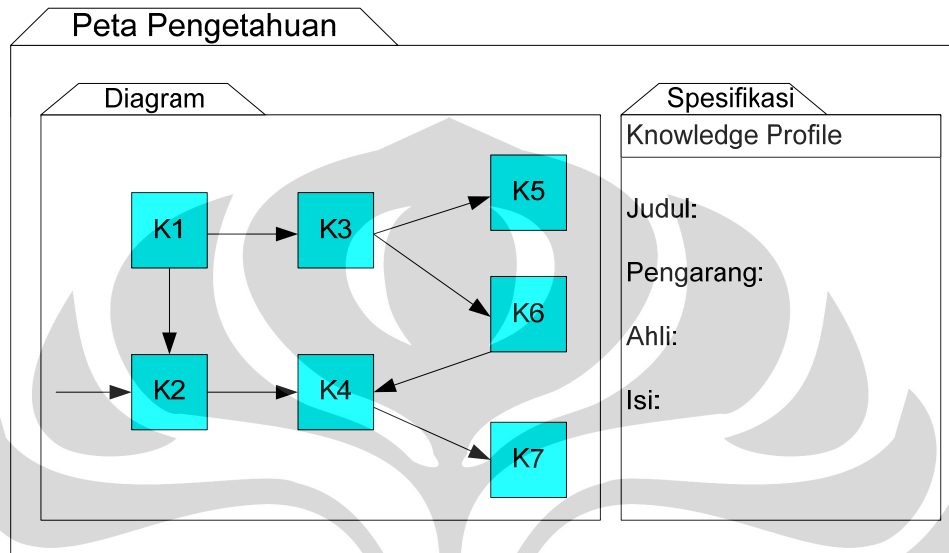 Peta Pengetahuan
Diagram
K1
K3
K5
K6
K2
K4
K7
Spesifikasi
Knowledge Profile
Judul:
Pengarang:
Ahli:
Isi: